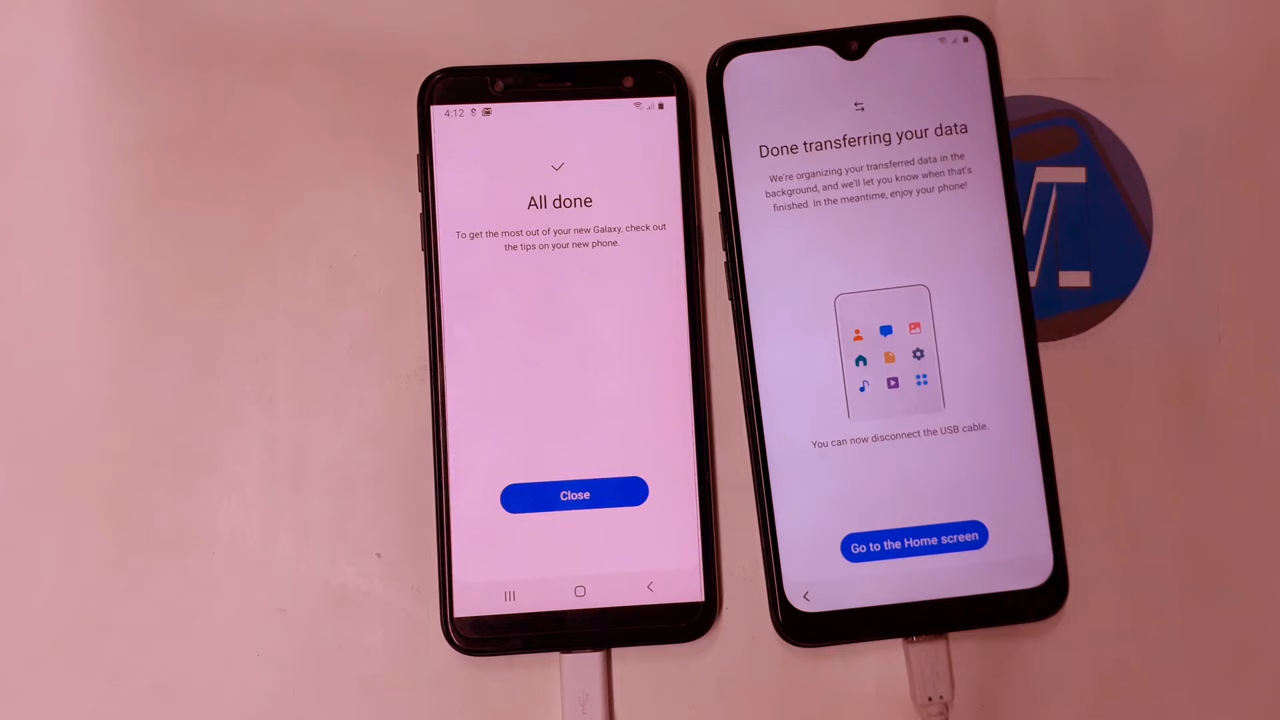 4:12
All done
To get the most out of your new Galaxy, check out
the tips on your new phone.
Close
Done transferring your data
We're organizing your transferred data in the
background, and we'll let you know when that's
finished. In the meantime, enjoy your phone!
You can now disconnect the USB cable.
Go to the Home screen